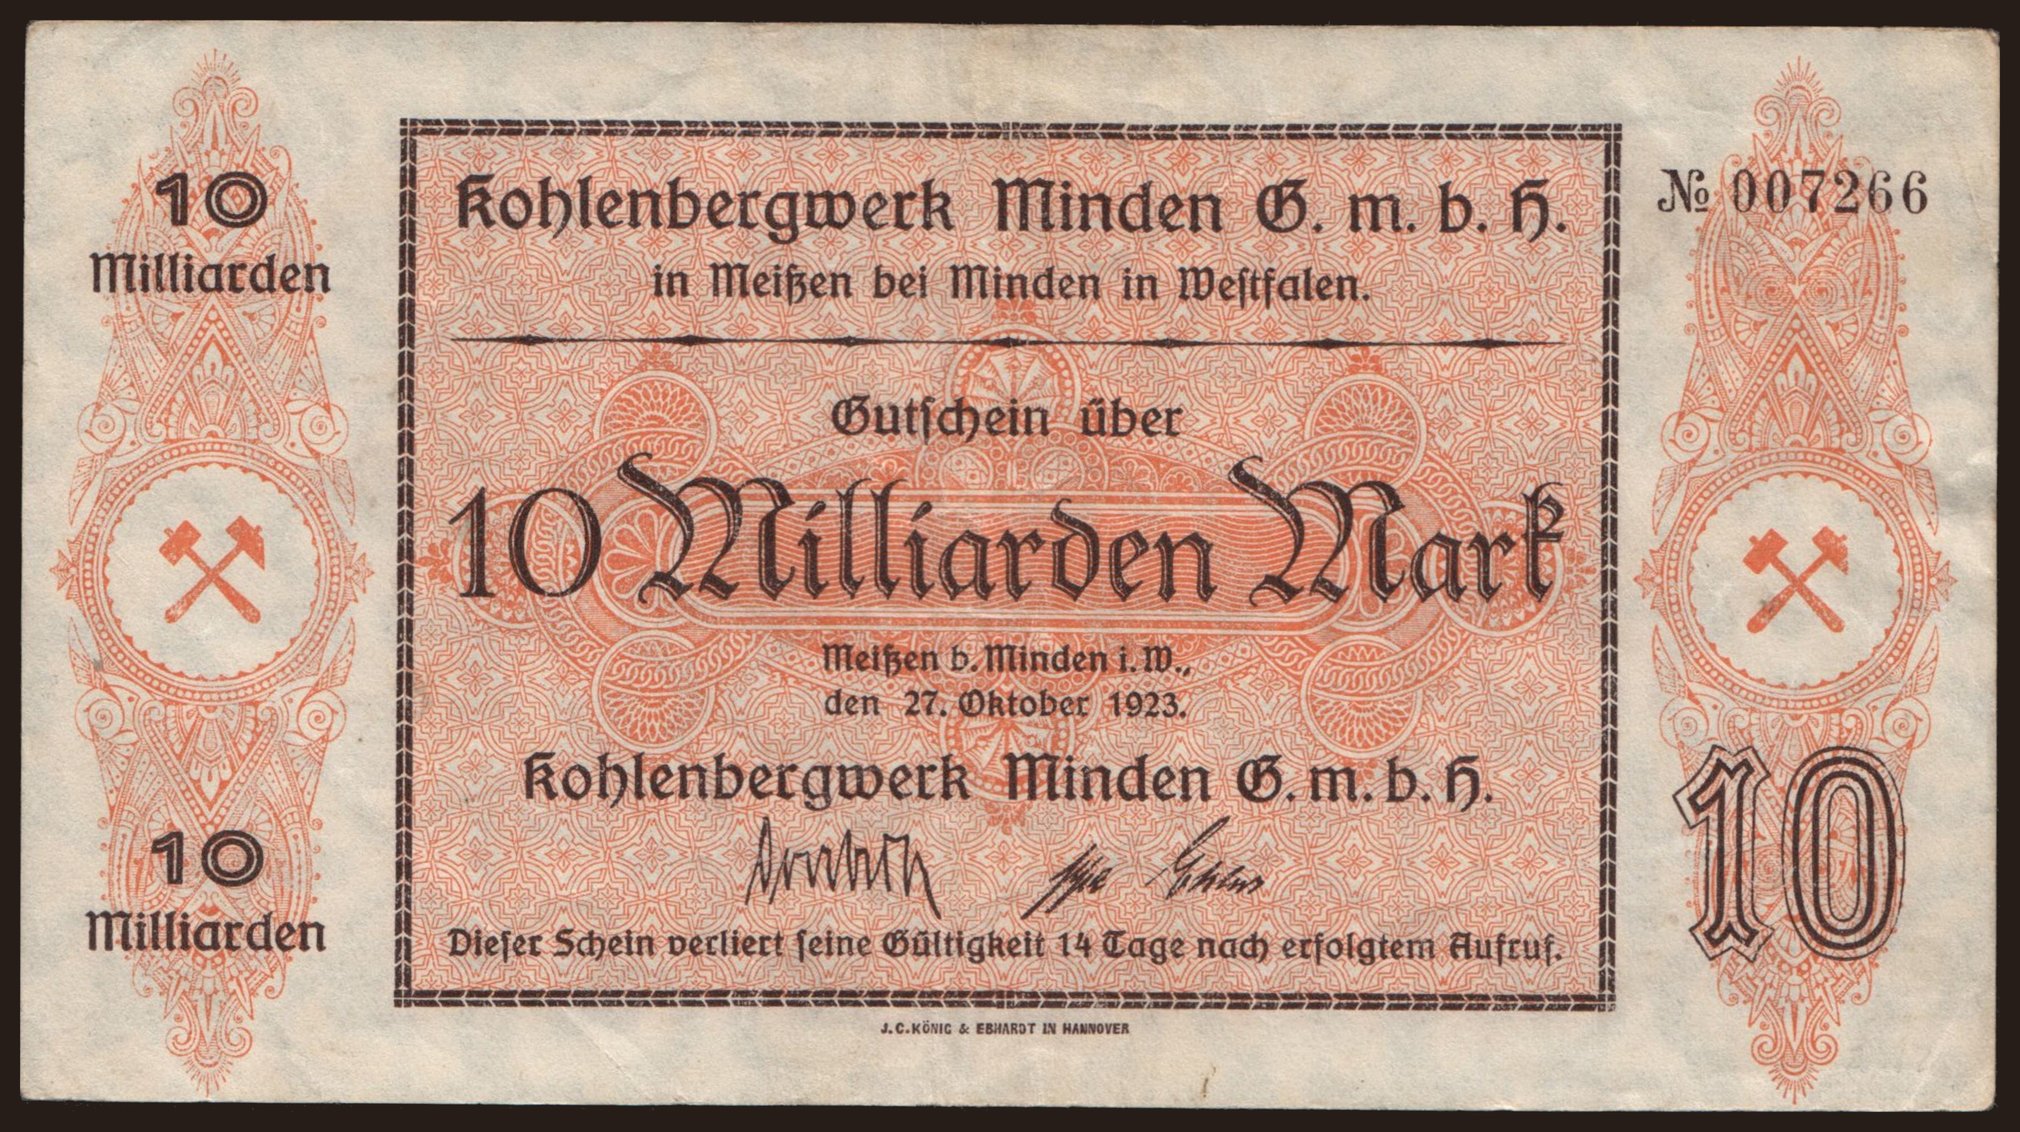 10
Milliarden
Kohlenbergwerk Minden G. m. b. H.
№ 007266
in Meißen bei Minden in Westfalen.
Gutschein über
10 Milliarden Mark
Meißen b. Minden i. W.,
den 27. Oktober 1923.
Kohlenbergwerk Minden G. m. b. H.
10
Milliarden
10
Dieser Schein verliert seine Gültigkeit 14 Tage nach erfolgtem Aufruf.
J. C. KÖNIG & EBHARDT IN HANNOVER